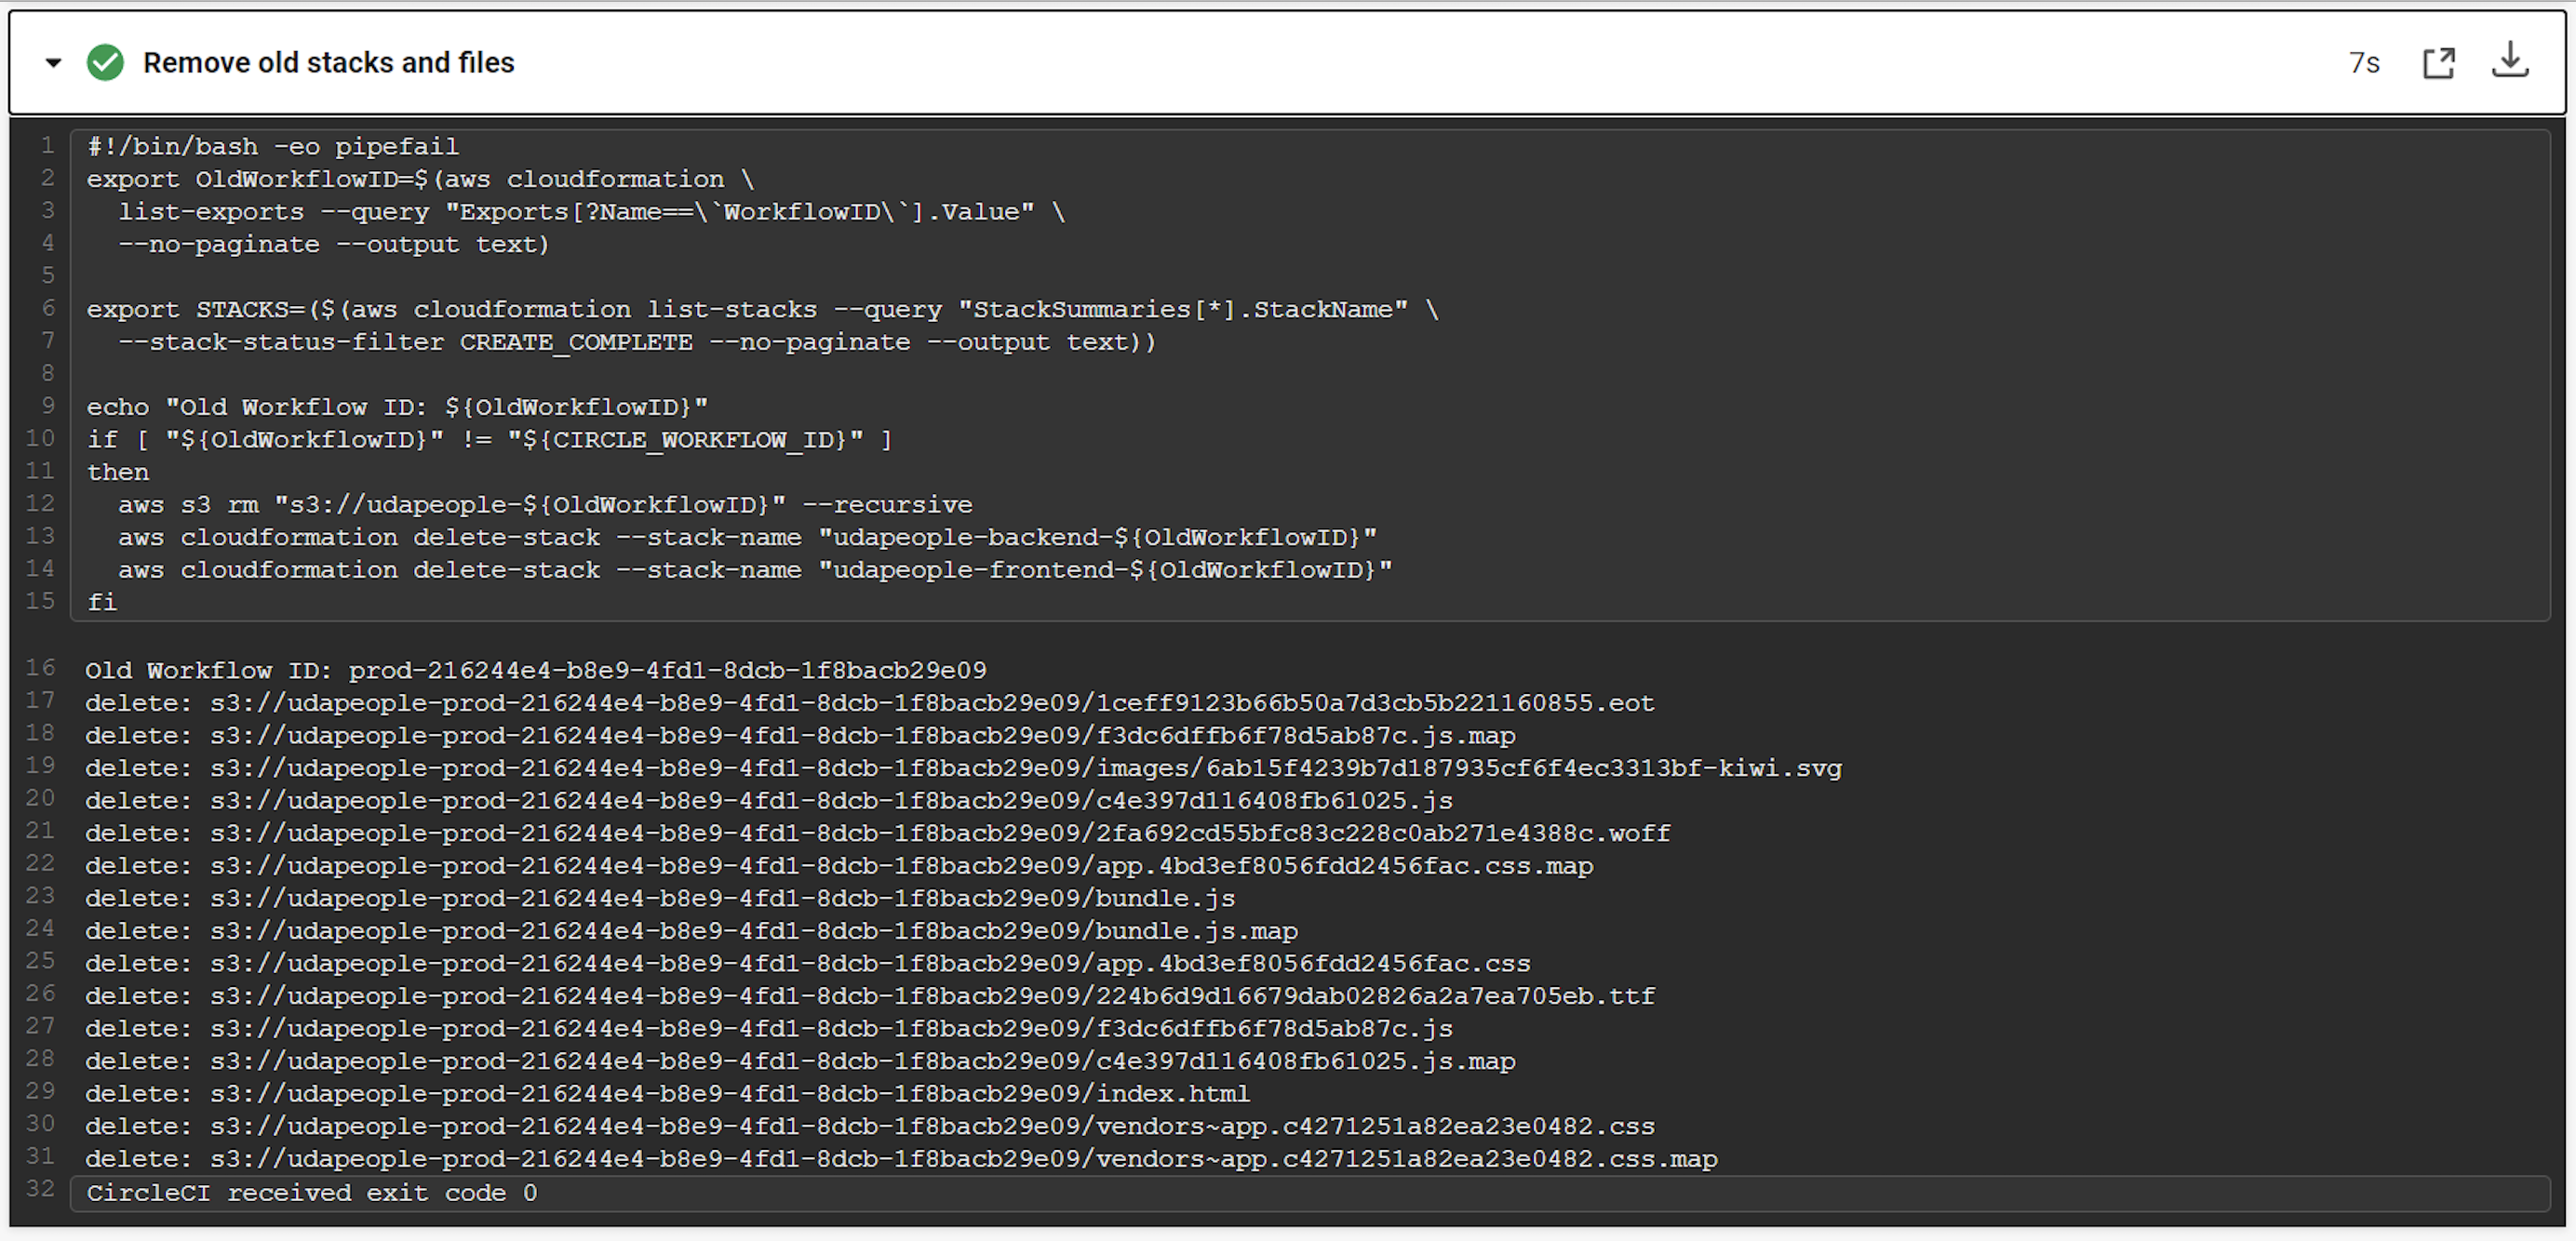 Remove old stacks and files
7s
1 #!/bin/bash -eo pipefail
2 export OldWorkflowID=$(aws cloudformation \
3   list-exports --query "Exports[?Name==\`WorkflowID\`].Value" \
4   --no-paginate --output text)
5
6 export STACKS=($(aws cloudformation list-stacks --query "StackSummaries[*].StackName" \
7   --stack-status-filter CREATE_COMPLETE --no-paginate --output text))
8
9 echo "Old Workflow ID: ${OldWorkflowID}"
10 if [ "${OldWorkflowID}" != "${CIRCLE_WORKFLOW_ID}" ]
11 then
12   aws s3 rm "s3://udapeople-${OldWorkflowID}" --recursive
13   aws cloudformation delete-stack --stack-name "udapeople-backend-${OldWorkflowID}"
14   aws cloudformation delete-stack --stack-name "udapeople-frontend-${OldWorkflowID}"
15 fi
16 Old Workflow ID: prod-216244e4-b8e9-4fd1-8dcb-1f8bacb29e09
17 delete: s3://udapeople-prod-216244e4-b8e9-4fd1-8dcb-1f8bacb29e09/1ceff9123b66b50a7d3cb5b221160855.eot
18 delete: s3://udapeople-prod-216244e4-b8e9-4fd1-8dcb-1f8bacb29e09/f3dc6dffb6f78d5ab87c.js.map
19 delete: s3://udapeople-prod-216244e4-b8e9-4fd1-8dcb-1f8bacb29e09/images/6ab15f4239b7d187935cf6f4ec3313bf-kiwi.svg
20 delete: s3://udapeople-prod-216244e4-b8e9-4fd1-8dcb-1f8bacb29e09/c4e397d116408fb61025.js
21 delete: s3://udapeople-prod-216244e4-b8e9-4fd1-8dcb-1f8bacb29e09/2fa692cd55bfc83c228c0ab271e4388c.woff
22 delete: s3://udapeople-prod-216244e4-b8e9-4fd1-8dcb-1f8bacb29e09/app.4bd3ef8056fdd2456fac.css.map
23 delete: s3://udapeople-prod-216244e4-b8e9-4fd1-8dcb-1f8bacb29e09/bundle.js
24 delete: s3://udapeople-prod-216244e4-b8e9-4fd1-8dcb-1f8bacb29e09/bundle.js.map
25 delete: s3://udapeople-prod-216244e4-b8e9-4fd1-8dcb-1f8bacb29e09/app.4bd3ef8056fdd2456fac.css
26 delete: s3://udapeople-prod-216244e4-b8e9-4fd1-8dcb-1f8bacb29e09/224b6d9d16679dab02826a2a7ea705eb.ttf
27 delete: s3://udapeople-prod-216244e4-b8e9-4fd1-8dcb-1f8bacb29e09/f3dc6dffb6f78d5ab87c.js
28 delete: s3://udapeople-prod-216244e4-b8e9-4fd1-8dcb-1f8bacb29e09/c4e397d116408fb61025.js.map
29 delete: s3://udapeople-prod-216244e4-b8e9-4fd1-8dcb-1f8bacb29e09/index.html
30 delete: s3://udapeople-prod-216244e4-b8e9-4fd1-8dcb-1f8bacb29e09/vendors~app.c4271251a82ea23e0482.css
31 delete: s3://udapeople-prod-216244e4-b8e9-4fd1-8dcb-1f8bacb29e09/vendors~app.c4271251a82ea23e0482.css.map
32 CircleCI received exit code 0